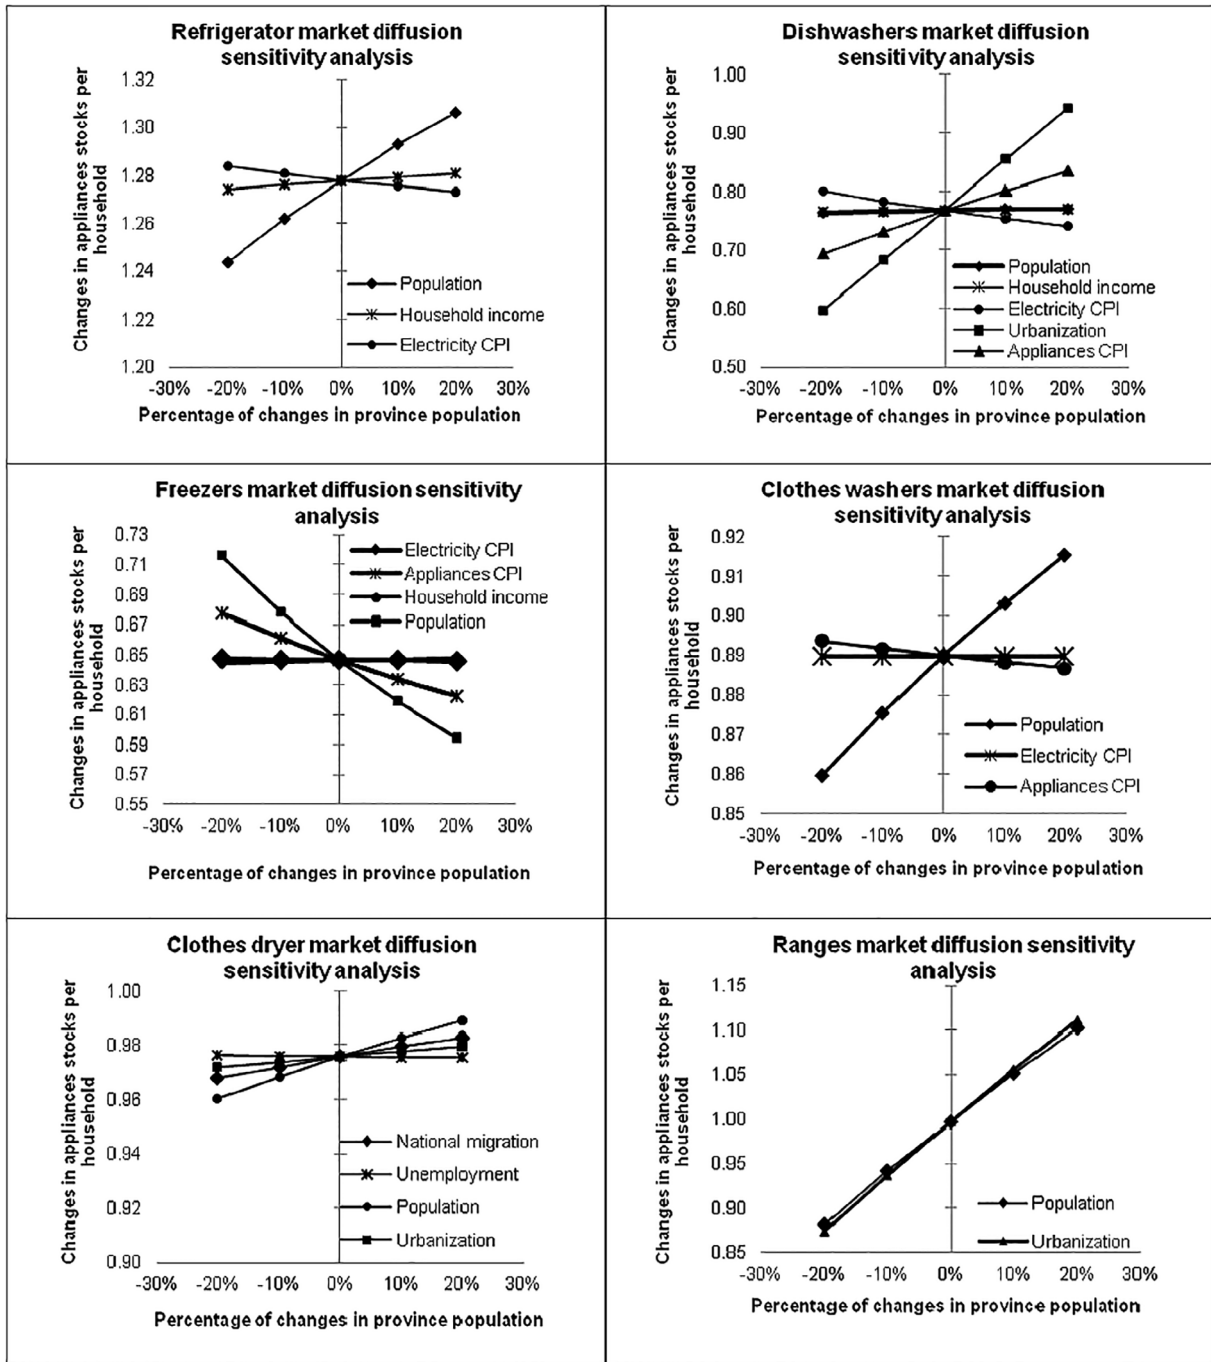 Refrigerator market diffusion
sensitivity analysis
Changes in appliances stocks per
household
1.32
1.30
1.28
1.26
1.24
1.22
1.20
Population
Household income
Electricity CPI
-30% -20% -10% 0% 10% 20% 30%
Percentage of changes in province population
Dishwashers market diffusion
sensitivity analysis
Changes in appliances stocks per
household
1.00
0.90
0.80
0.70
0.60
0.50
Population
Household income
Electricity CPI
Urbanization
Appliances CPI
-30% -20% -10% 0% 10% 20% 30%
Percentage of changes in province population
Freezers market diffusion sensitivity
analysis
Changes in appliances stocks per
household
0.73
0.71
0.69
0.67
0.65
0.63
0.61
0.59
0.57
0.55
Electricity CPI
Appliances CPI
Household income
Population
-30% -20% -10% 0% 10% 20% 30%
Percentage of changes in province population
Clothes washers market diffusion
sensitivity analysis
Changes in appliances stocks per
household
0.92
0.91
0.90
0.89
0.88
0.87
0.86
0.85
Population
Electricity CPI
Appliances CPI
-30% -20% -10% 0% 10% 20% 30%
Percentage of changes in province population
Clothes dryer market diffusion
sensitivity analysis
Changes in appliances stocks per
household
1.00
0.98
0.96
0.94
0.92
0.90
National migration
Unemployment
Population
Urbanization
-30% -20% -10% 0% 10% 20% 30%
Percentage of changes in province population
Ranges market diffusion sensitivity
analysis
Changes in appliances stocks per
household
1.15
1.10
1.05
1.00
0.95
0.90
0.85
Population
Urbanization
-30% -20% -10% 0% 10% 20% 30%
Percentage of changes in province population